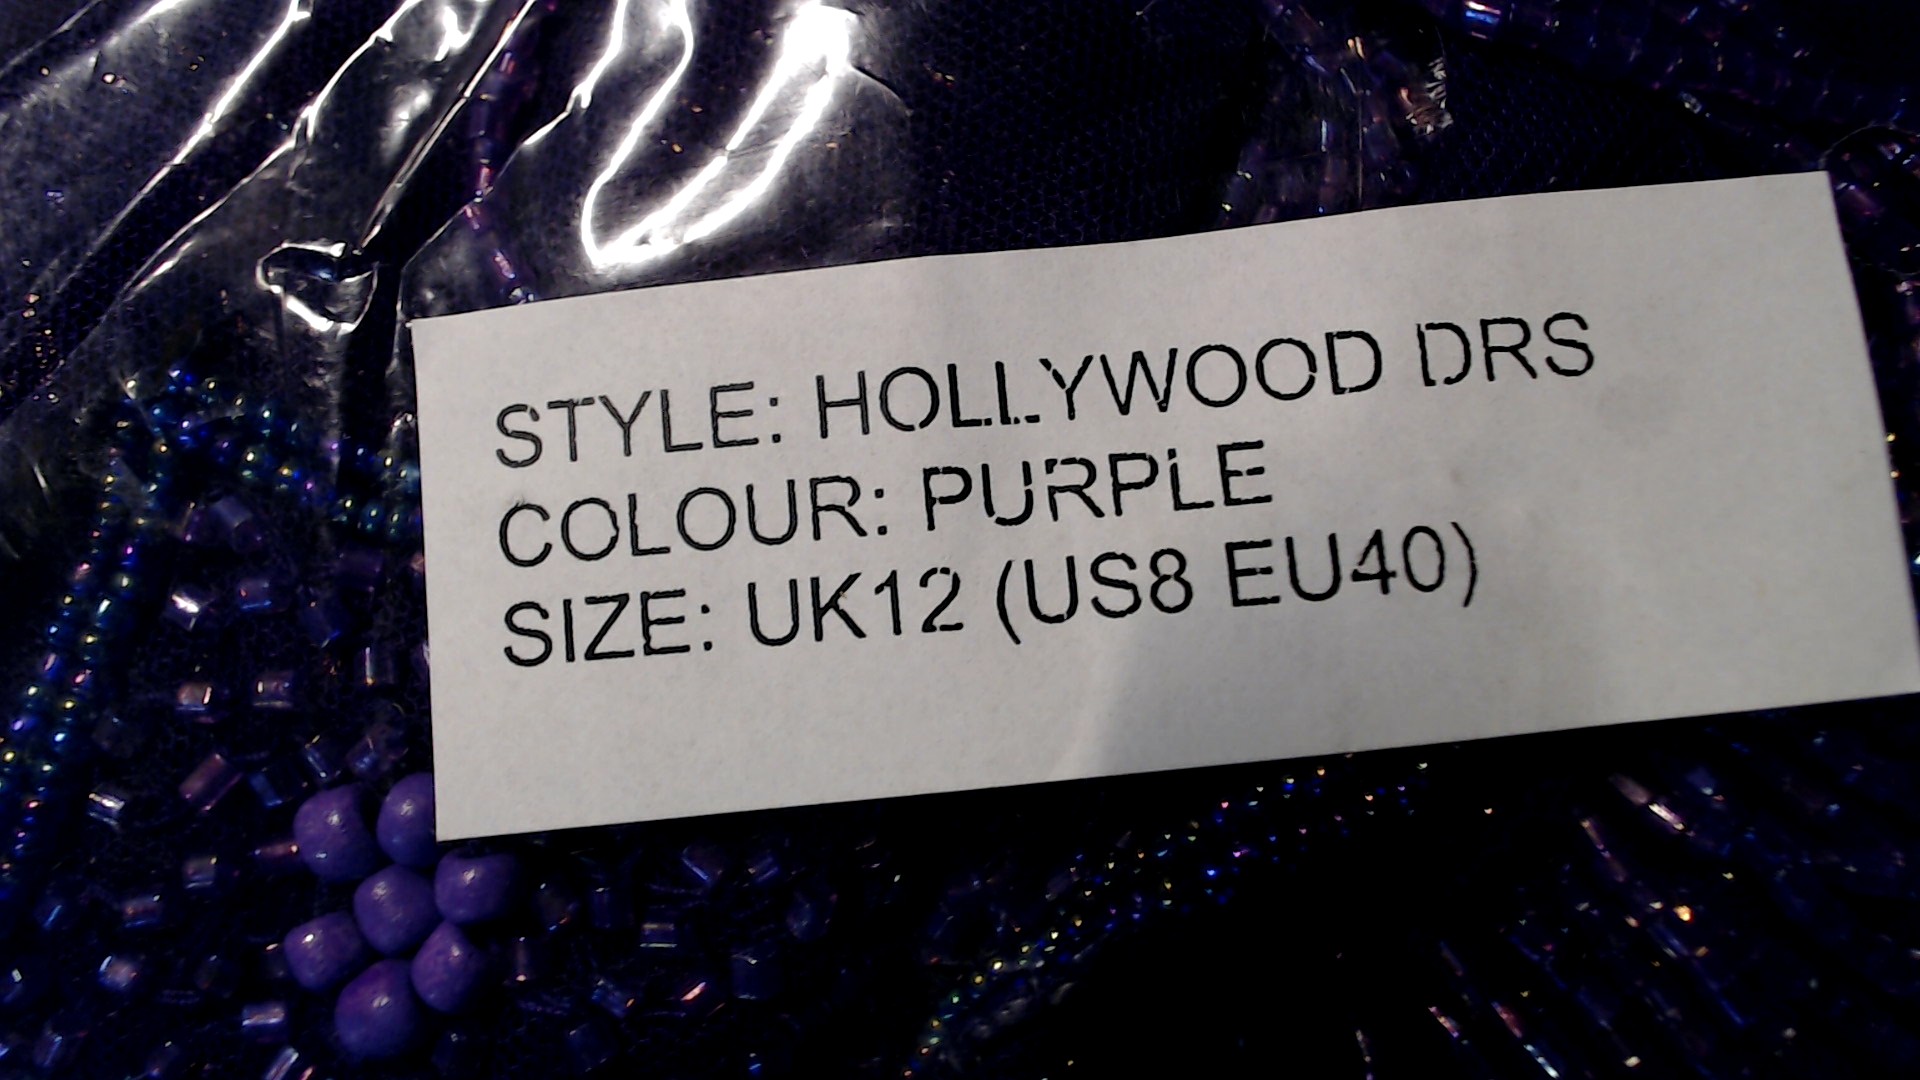 STYLE: HOLLYWOOD DRS
COLOUR: PURPLE
SIZE: UK12 (US8 EU40)